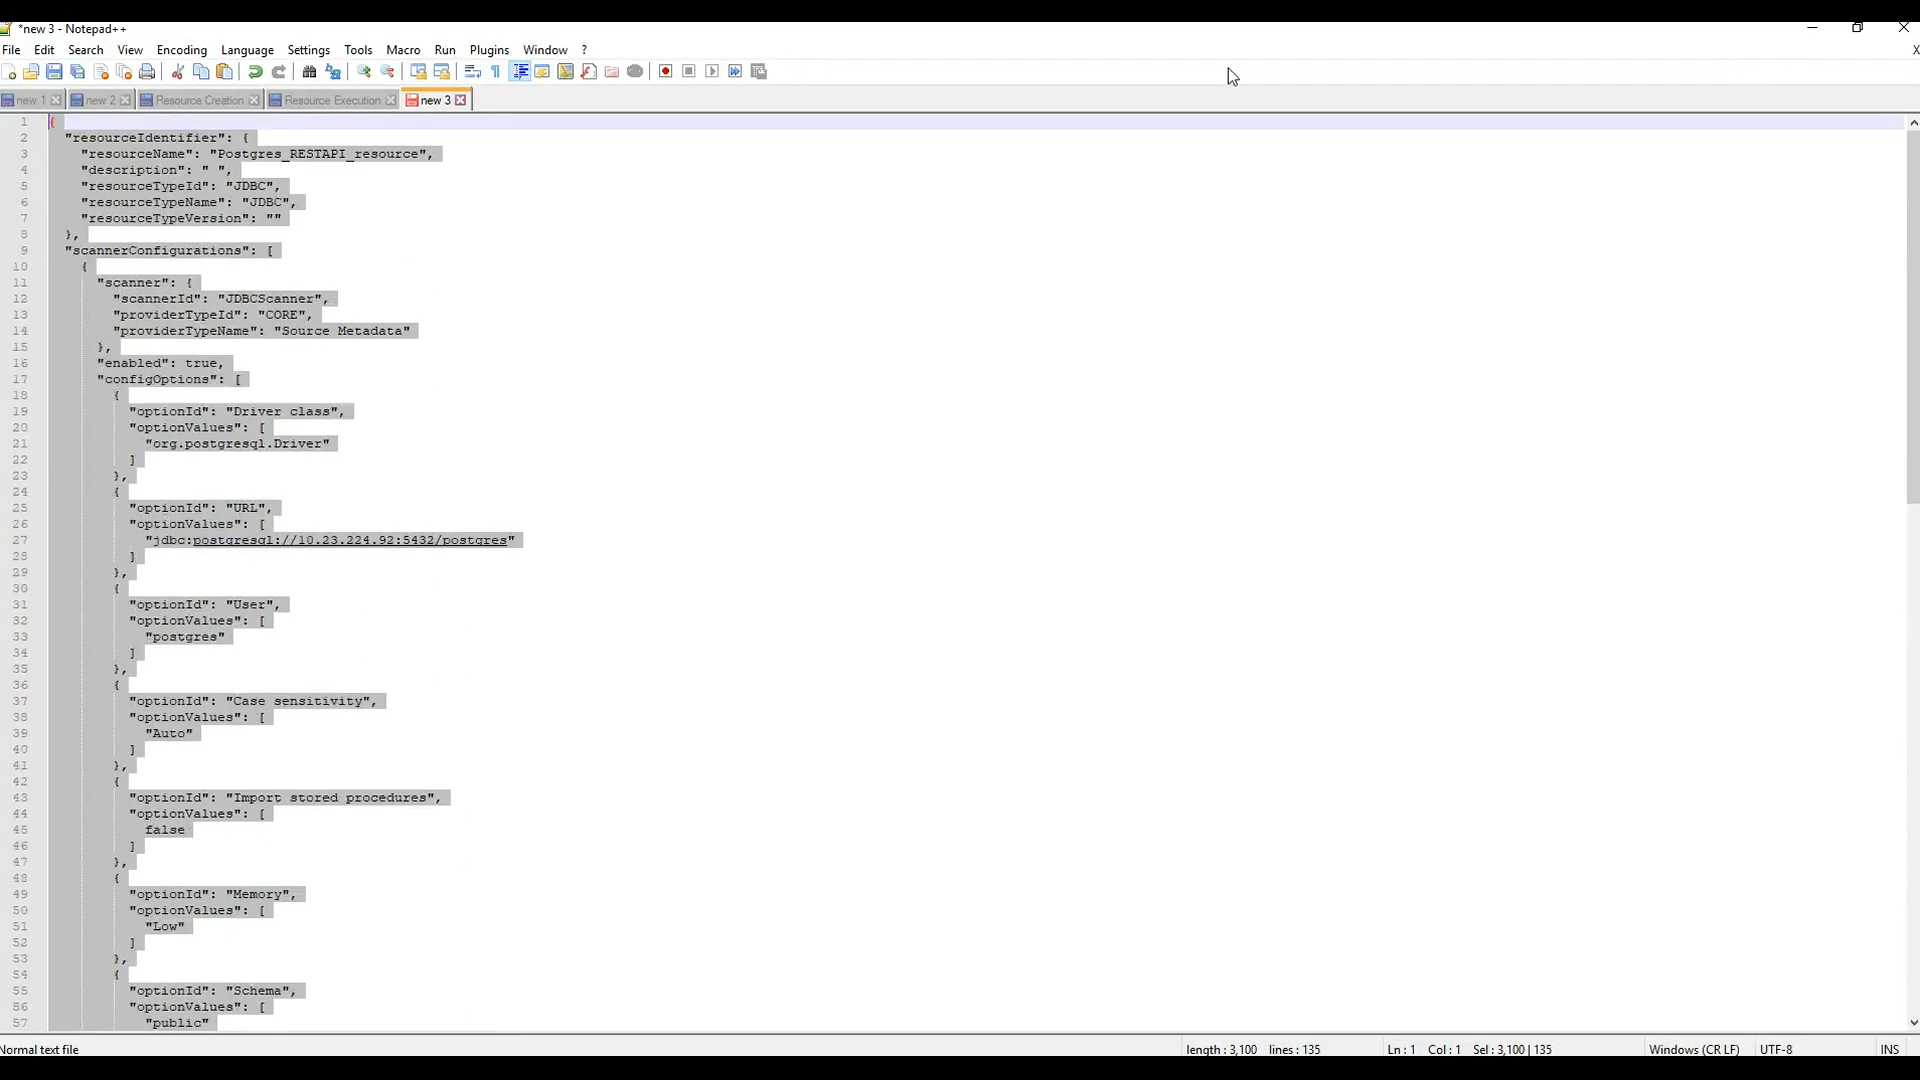 *new 3 - Notepad++
File Edit Search View Encoding Language Settings Tools Macro Run Plugins Window ? X
new 1 new 2 Resource Creation Resource Execution new 3
1 {
2 "resourceIdentifier": {
3 "resourceName": "Postgres_RESTAPI_resource",
4 "description": " ",
5 "resourceTypeId": "JDBC",
6 "resourceTypeName": "JDBC",
7 "resourceTypeVersion": ""
8 },
9 "scannerConfigurations": [
10 {
11 "scanner": {
12 "scannerId": "JDBCScanner",
13 "providerTypeId": "CORE",
14 "providerTypeName": "Source Metadata"
15 },
16 "enabled": true,
17 "configOptions": [
18 {
19 "optionId": "Driver class",
20 "optionValues": [
21 "org.postgresql.Driver"
22 ]
23 },
24 {
25 "optionId": "URL",
26 "optionValues": [
27 "jdbc:postgresql://10.23.224.92:5432/postgres"
28 ]
29 },
30 {
31 "optionId": "User",
32 "optionValues": [
33 "postgres"
34 ]
35 },
36 {
37 "optionId": "Case sensitivity",
38 "optionValues": [
39 "Auto"
40 ]
41 },
42 {
43 "optionId": "Import stored procedures",
44 "optionValues": [
45 false
46 ]
47 },
48 {
49 "optionId": "Memory",
50 "optionValues": [
51 "Low"
52 ]
53 },
54 {
55 "optionId": "Schema",
56 "optionValues": [
57 "public"
Normal text file length : 3,100 lines : 135 Ln : 1 Col : 1 Sel : 3,100 | 135 Windows (CR LF) UTF-8 INS